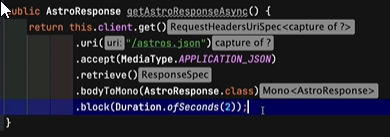 public AstroResponse getAstroResponseAsync() {
return this.client.get() RequestHeadersUriSpec<capture of ?>
.uri( uri: "/astros.json") capture of ?
.accept(MediaType.APPLICATION_JSON)
.retrieve() ResponseSpec
.bodyToMono(AstroResponse.class) Mono<AstroResponse>
.block(Duration.ofSeconds(2));
}